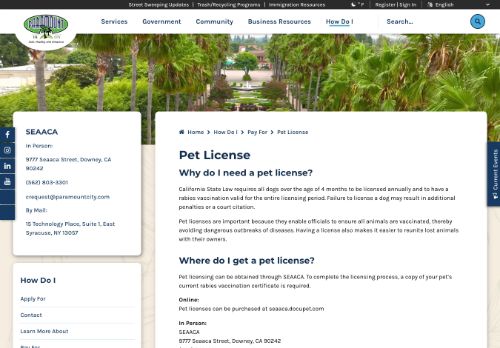 Street Sweeping Updates | Trash/Recycling Programs | Immigration Resources
°F
Register | Sign In
English
PARAMOUNT
Services
Government
Community
Business Resources
How Do I
Search...
SEAACA
In Person:
9777 Seaaca Street, Downey, CA
90242
(562) 803-3301
crequest@paramountcity.com
By Mail:
15 Technology Place, Suite 1, East
Syracuse, NY 13057
How Do I
Apply For
Contact
Learn More About
Pay For
Home > How Do I > Pay For > Pet License
Pet License
Why do I need a pet license?
California State Law requires all dogs over the age of 4 months to be licensed annually and to have a
rabies vaccination valid for the entire licensing period. Failure to license a dog may result in additional
penalties or a court citation.
Pet licenses are important because they enable officials to ensure all animals are vaccinated, thereby
avoiding dangerous outbreaks of diseases. Having a license also makes it easier to reunite lost animals
with their owners.
Where do I get a pet license?
Pet licensing can be obtained through SEAACA. To complete the licensing process, a copy of your pet's
current rabies vaccination certificate is required.
Online:
Pet licenses can be purchased at seaaca.docupet.com
In Person:
SEAACA
9777 Seaaca Street, Downey, CA 90242
Current Events